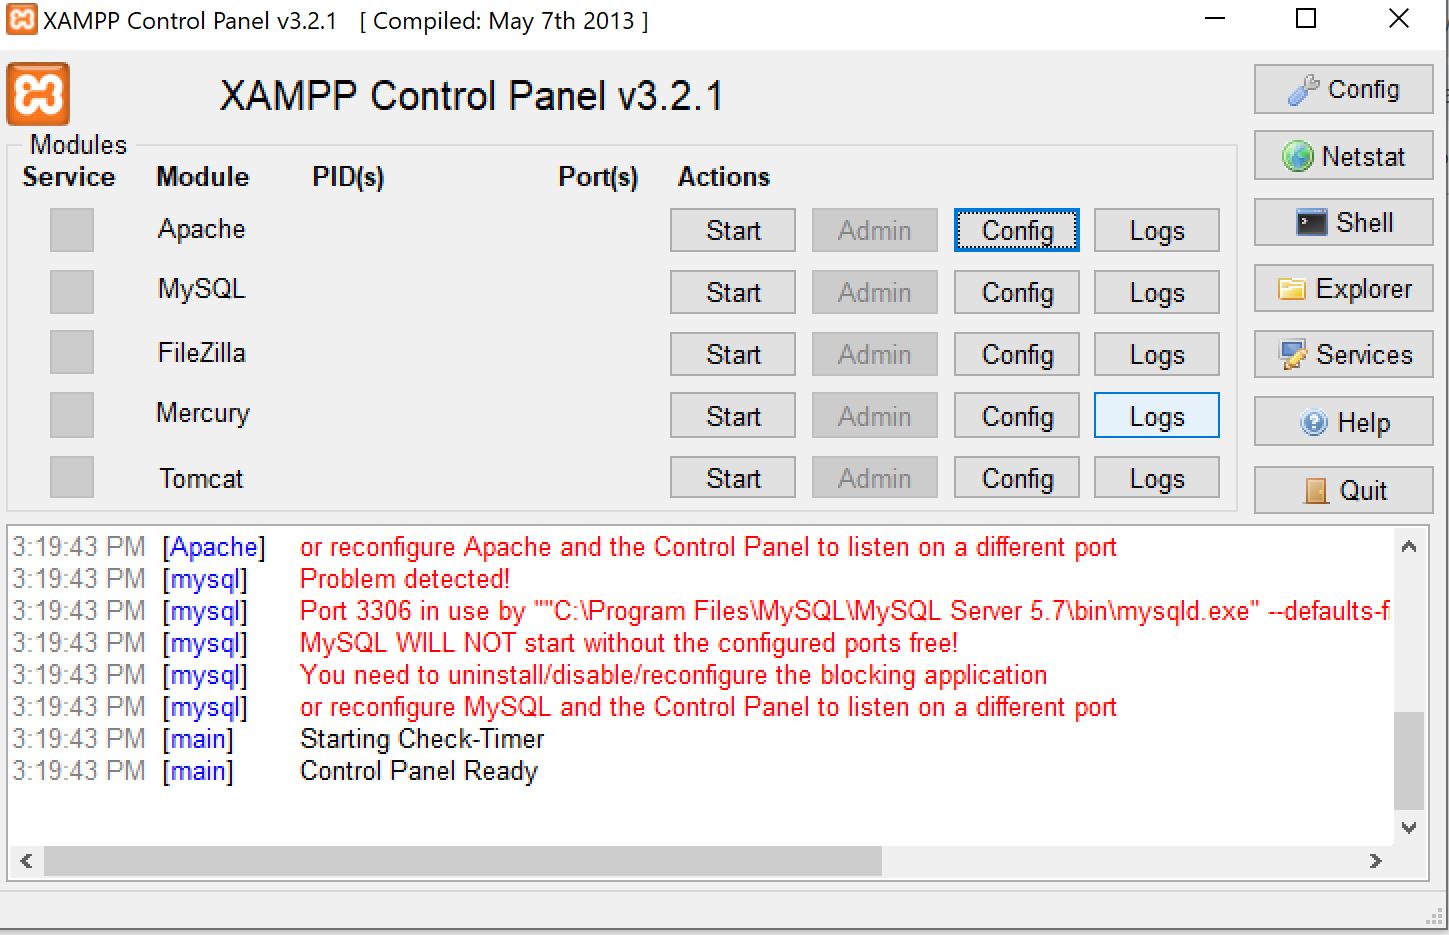 XAMPP Control Panel v3.2.1 [ Compiled: May 7th 2013 ]
XAMPP Control Panel v3.2.1
Config
Modules
Netstat
Service Module PID(s) Port(s) Actions
Apache Start Admin Config Logs
Shell
MySQL Start Admin Config Logs
Explorer
FileZilla Start Admin Config Logs
Services
Mercury Start Admin Config Logs
Help
Tomcat Start Admin Config Logs
Quit
3:19:43 PM [Apache] or reconfigure Apache and the Control Panel to listen on a different port
3:19:43 PM [mysql] Problem detected!
3:19:43 PM [mysql] Port 3306 in use by ""C:\Program Files\MySQL\MySQL Server 5.7\bin\mysqld.exe" --defaults-f
3:19:43 PM [mysql] MySQL WILL NOT start without the configured ports free!
3:19:43 PM [mysql] You need to uninstall/disable/reconfigure the blocking application
3:19:43 PM [mysql] or reconfigure MySQL and the Control Panel to listen on a different port
3:19:43 PM [main] Starting Check-Timer
3:19:43 PM [main] Control Panel Ready